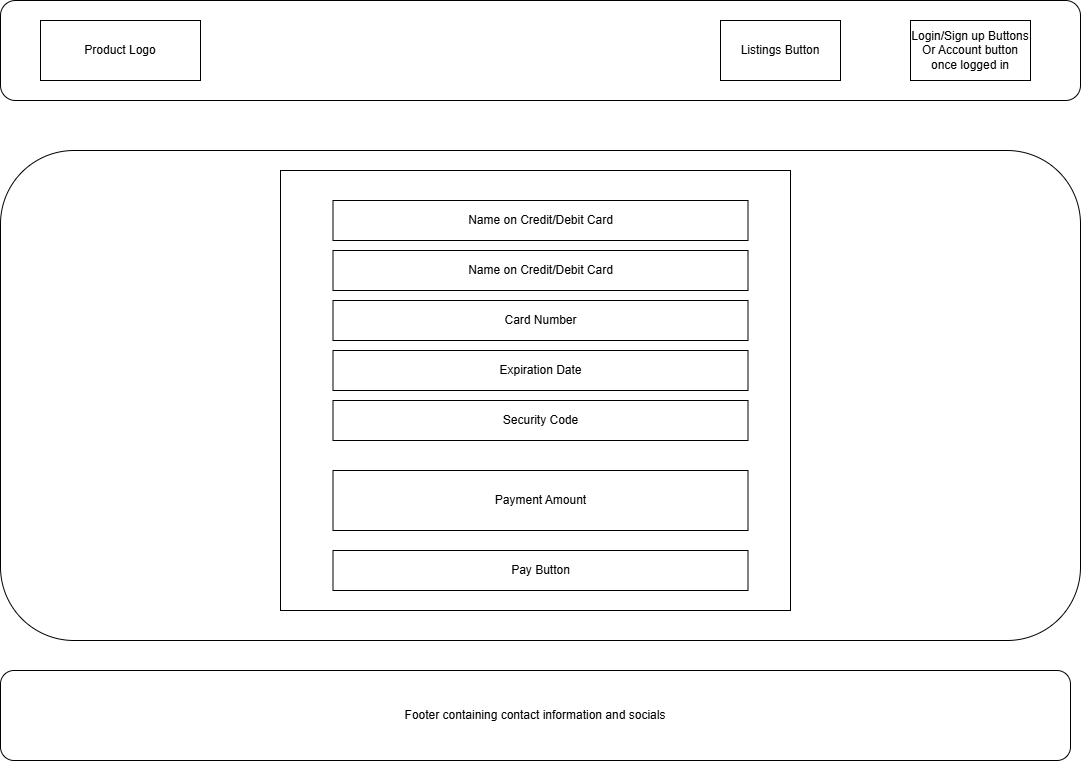 Product Logo
Listings Button
Login/Sign up Buttons
Or Account button
once logged in
Name on Credit/Debit Card
Name on Credit/Debit Card
Card Number
Expiration Date
Security Code
Payment Amount
Pay Button
Footer containing contact information and socials